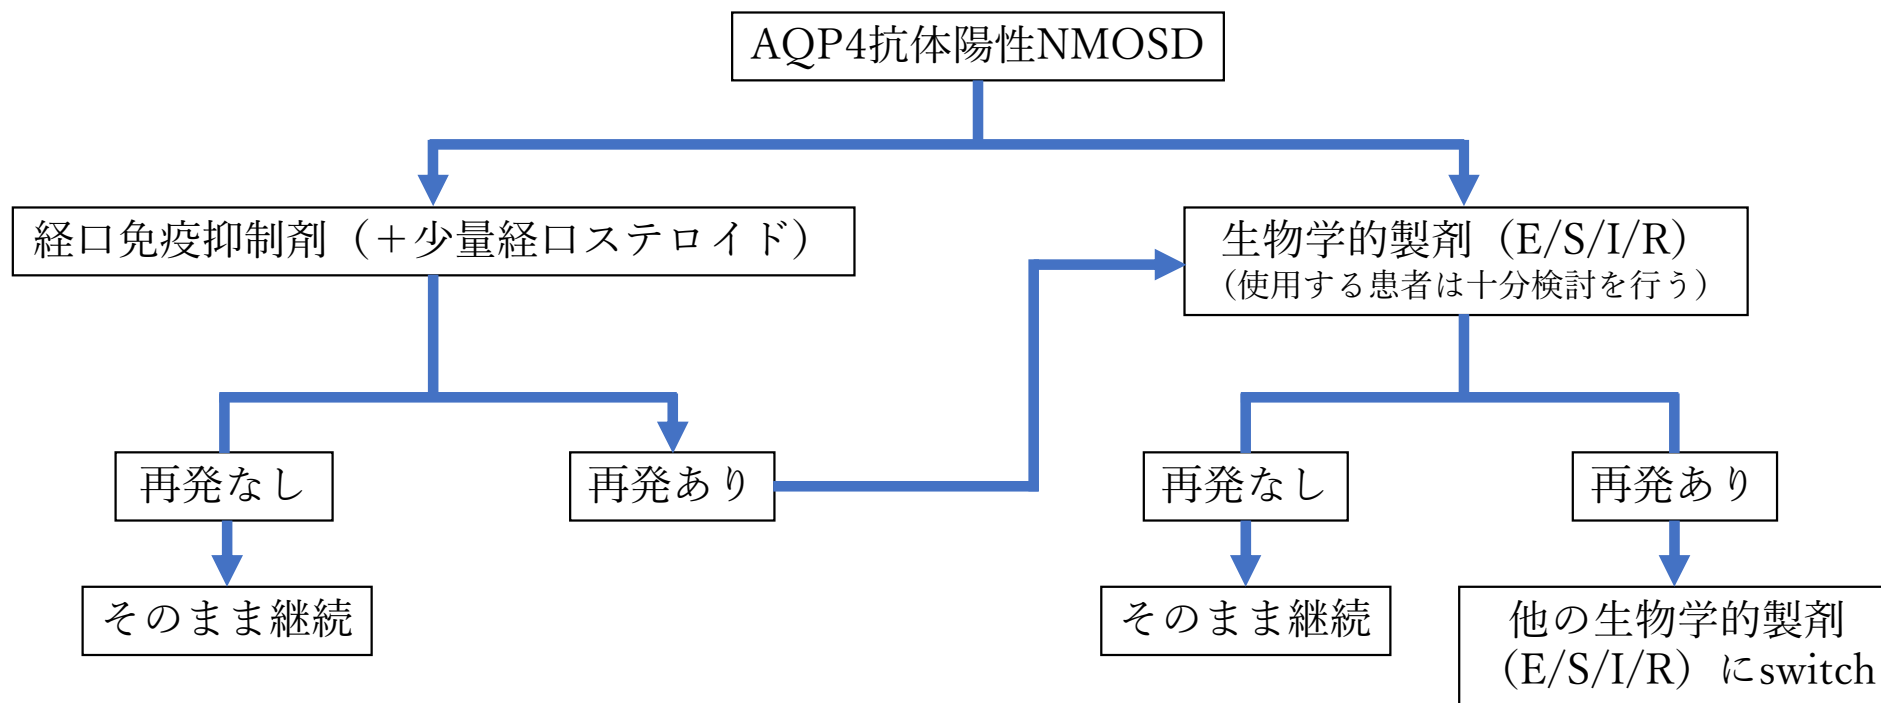 AQP4抗体陽性NMOSD
経口免疫抑制剤（＋少量経口ステロイド）
生物学的製剤（E/S/I/R）
（使用する患者は十分検討を行う）
再発なし
再発あり
再発なし
再発あり
そのまま継続
そのまま継続
他の生物学的製剤
（E/S/I/R）にswitch